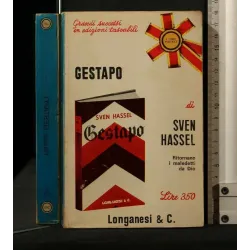 Grandi successi
in edizioni tascabili
GESTAPO
di
SVEN
HASSEL
Ritornano
i maledetti
da Dio
SVEN HASSEL
Gestapo
LONGANESI & C.
Lire 350
Longanesi & C.